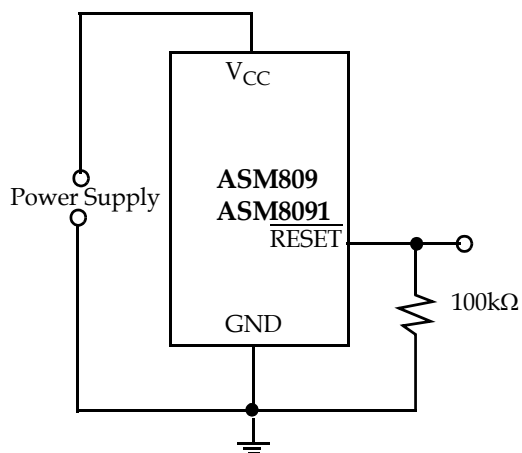 VCC
Power Supply
ASM809
ASM8091
RESET
100kΩ
GND